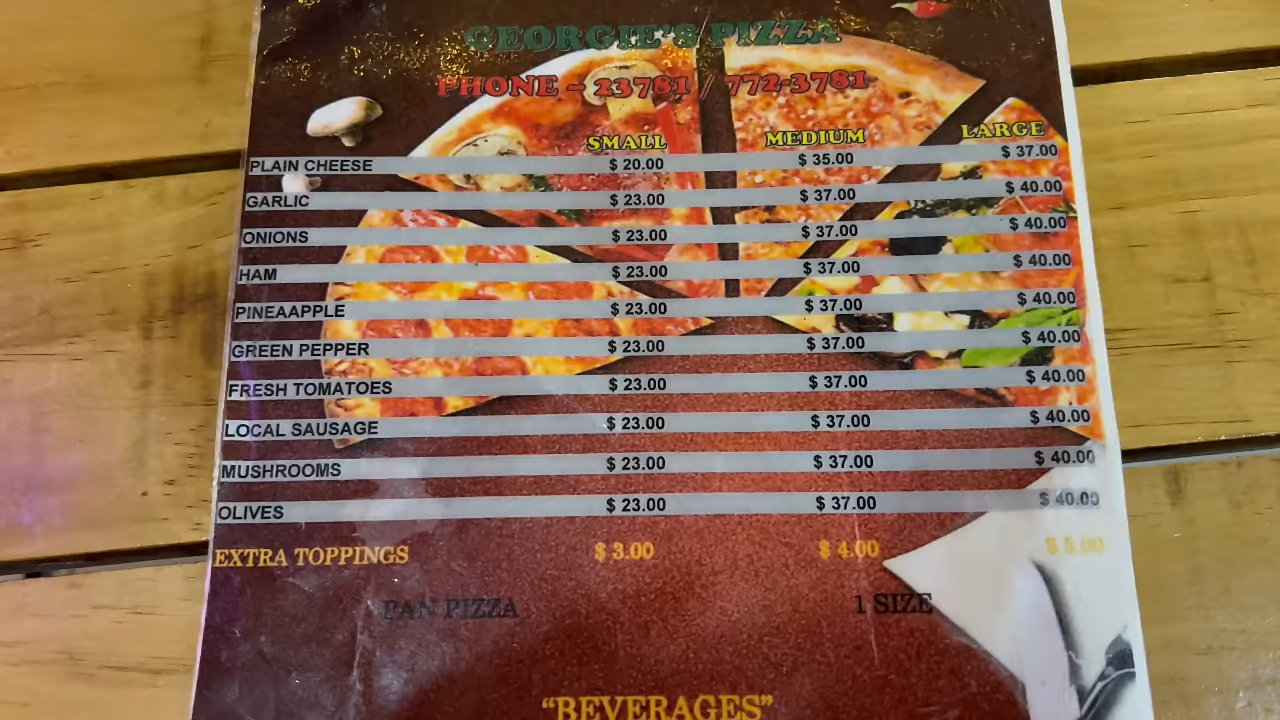 GEORGIE'S PIZZA
PHONE - 23781 / 772-3781
SMALL MEDIUM LARGE
PLAIN CHEESE $ 20.00 $ 35.00 $ 37.00
GARLIC $ 23.00 $ 37.00 $ 40.00
ONIONS $ 23.00 $ 37.00 $ 40.00
HAM $ 23.00 $ 37.00 $ 40.00
PINEAAPPLE $ 23.00 $ 37.00 $ 40.00
GREEN PEPPER $ 23.00 $ 37.00 $ 40.00
FRESH TOMATOES $ 23.00 $ 37.00 $ 40.00
LOCAL SAUSAGE $ 23.00 $ 37.00 $ 40.00
MUSHROOMS $ 23.00 $ 37.00 $ 40.00
OLIVES $ 23.00 $ 37.00 $ 40.00
EXTRA TOPPINGS $ 3.00 $ 4.00 $ 5.00
PAN PIZZA 1 SIZE
“BEVERAGES”